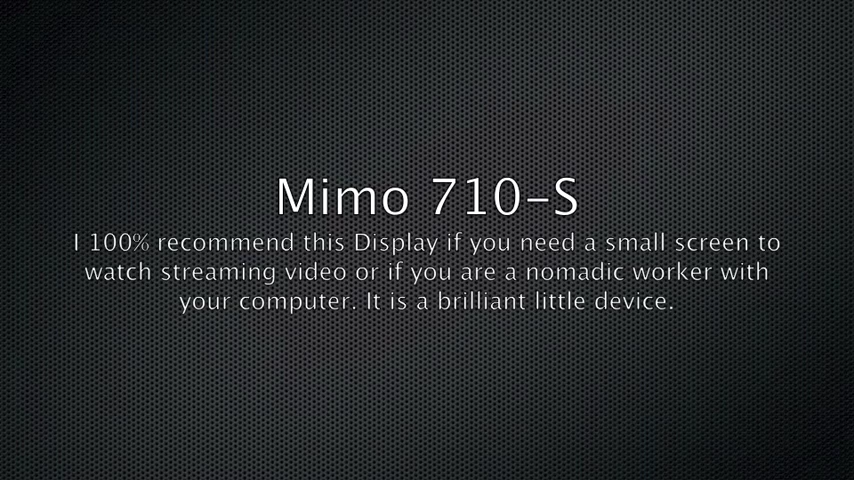 Mimo 710-S
I 100% recommend this Display if you need a small screen to
watch streaming video or if you are a nomadic worker with
your computer. It is a brilliant little device.